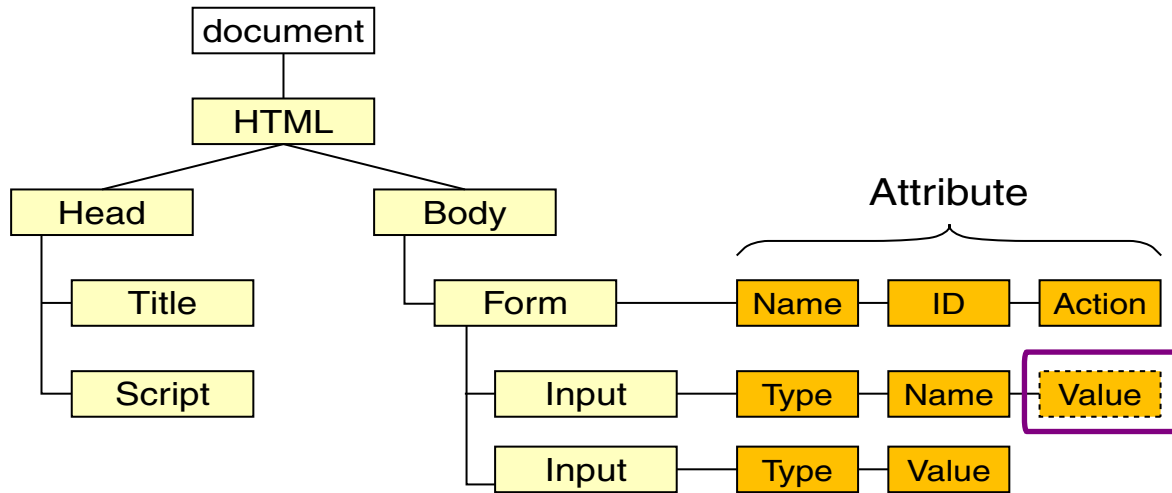 document
HTML
Head Body
Attribute
Title Form Name ID Action
Script Input Type Name Value
Input Type Value